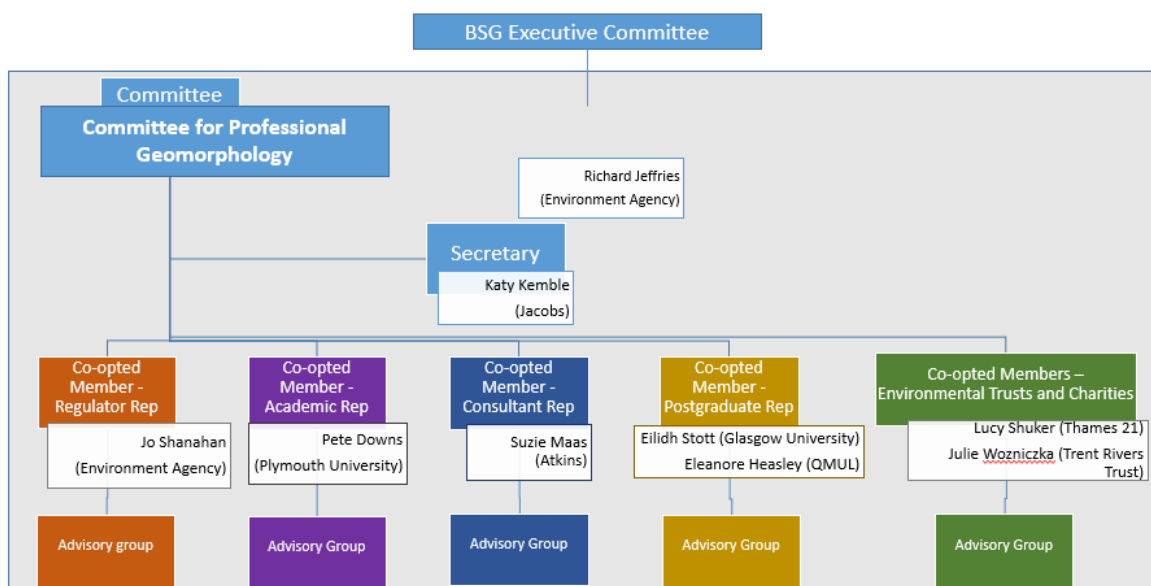 BSG Executive Committee
Committee
Committee for Professional
Geomorphology
Richard Jeffries
(Environment Agency)
Secretary
Katy Kemble
(Jacobs)
Co-opted
Member -
Regulator Rep
Jo Shanahan
(Environment Agency)
Co-opted
Member -
Academic Rep
Pete Downs
(Plymouth University)
Co-opted
Member -
Consultant Rep
Suzie Maas
(Atkins)
Co-opted
Member -
Postgraduate Rep
Eilidh Stott (Glasgow University)
Eleanore Heasley (QMUL)
Co-opted Members –
Environmental Trusts and Charities
Lucy Shuker (Thames 21)
Julie Wozniczka (Trent Rivers
Trust)
Advisory group
Advisory Group
Advisory Group
Advisory Group
Advisory Group